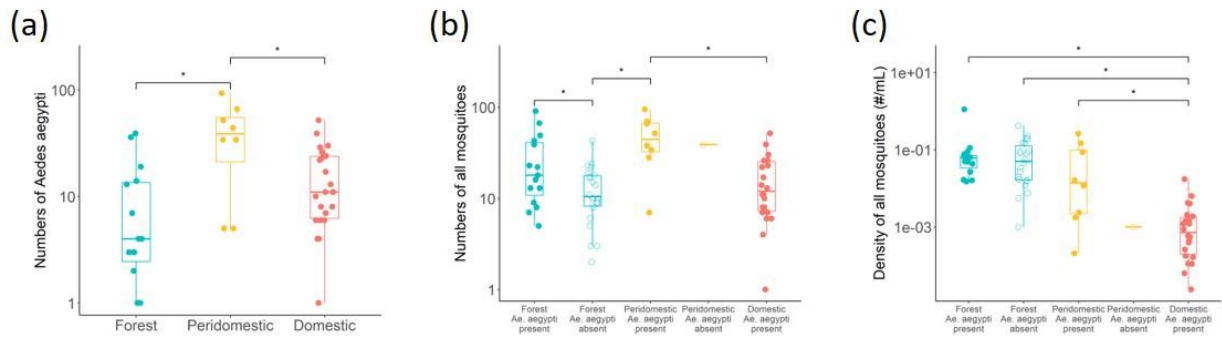 (a)
Numbers of Aedes aegypti
100
10
1
*
*
Forest
Peridomestic
Domestic
(b)
Numbers of all mosquitoes
100
10
1
*
*
*
Forest
Ae. aegypti
present
Forest
Ae. aegypti
absent
Peridomestic
Ae. aegypti
present
Peridomestic
Ae. aegypti
absent
Domestic
Ae. aegypti
present
(c)
Density of all mosquitoes (#/mL)
1e+01
1e-01
1e-03
*
*
*
Forest
Ae. aegypti
present
Forest
Ae. aegypti
absent
Peridomestic
Ae. aegypti
present
Peridomestic
Ae. aegypti
absent
Domestic
Ae. aegypti
present